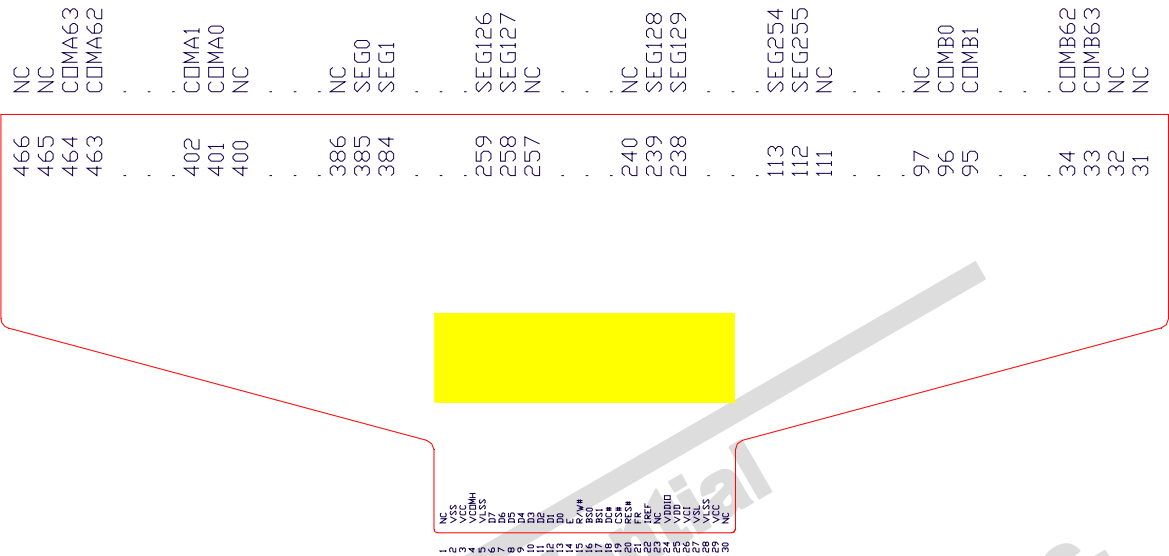 466 NC
465 NC
464 COMA63
463 COMA62
. .
. .
. .
402 COMA1
401 COMA0
400 NC
. .
. .
. .
386 NC
385 SEG0
384 SEG1
. .
. .
. .
259 SEG126
258 SEG127
257 NC
. .
. .
. .
240 NC
239 SEG128
238 SEG129
. .
. .
. .
113 SEG254
112 SEG255
111 NC
. .
. .
. .
97 NC
96 COMB0
95 COMB1
. .
. .
. .
34 COMB62
33 COMB63
32 NC
31 NC
1 NC
2 VSS
3 VCC
4 VCOMH
5 VLSS
6 D7
7 D6
8 D5
9 D4
10 D3
11 D2
12 D1
13 D0
14 E
15 R/W#
16 BS0
17 BS1
18 DC#
19 CS#
20 RES#
21 FR
22 IREF
23 NC
24 VDDIO
25 VDD
26 VCI
27 VSL
28 VLSS
29 VCC
30 NC